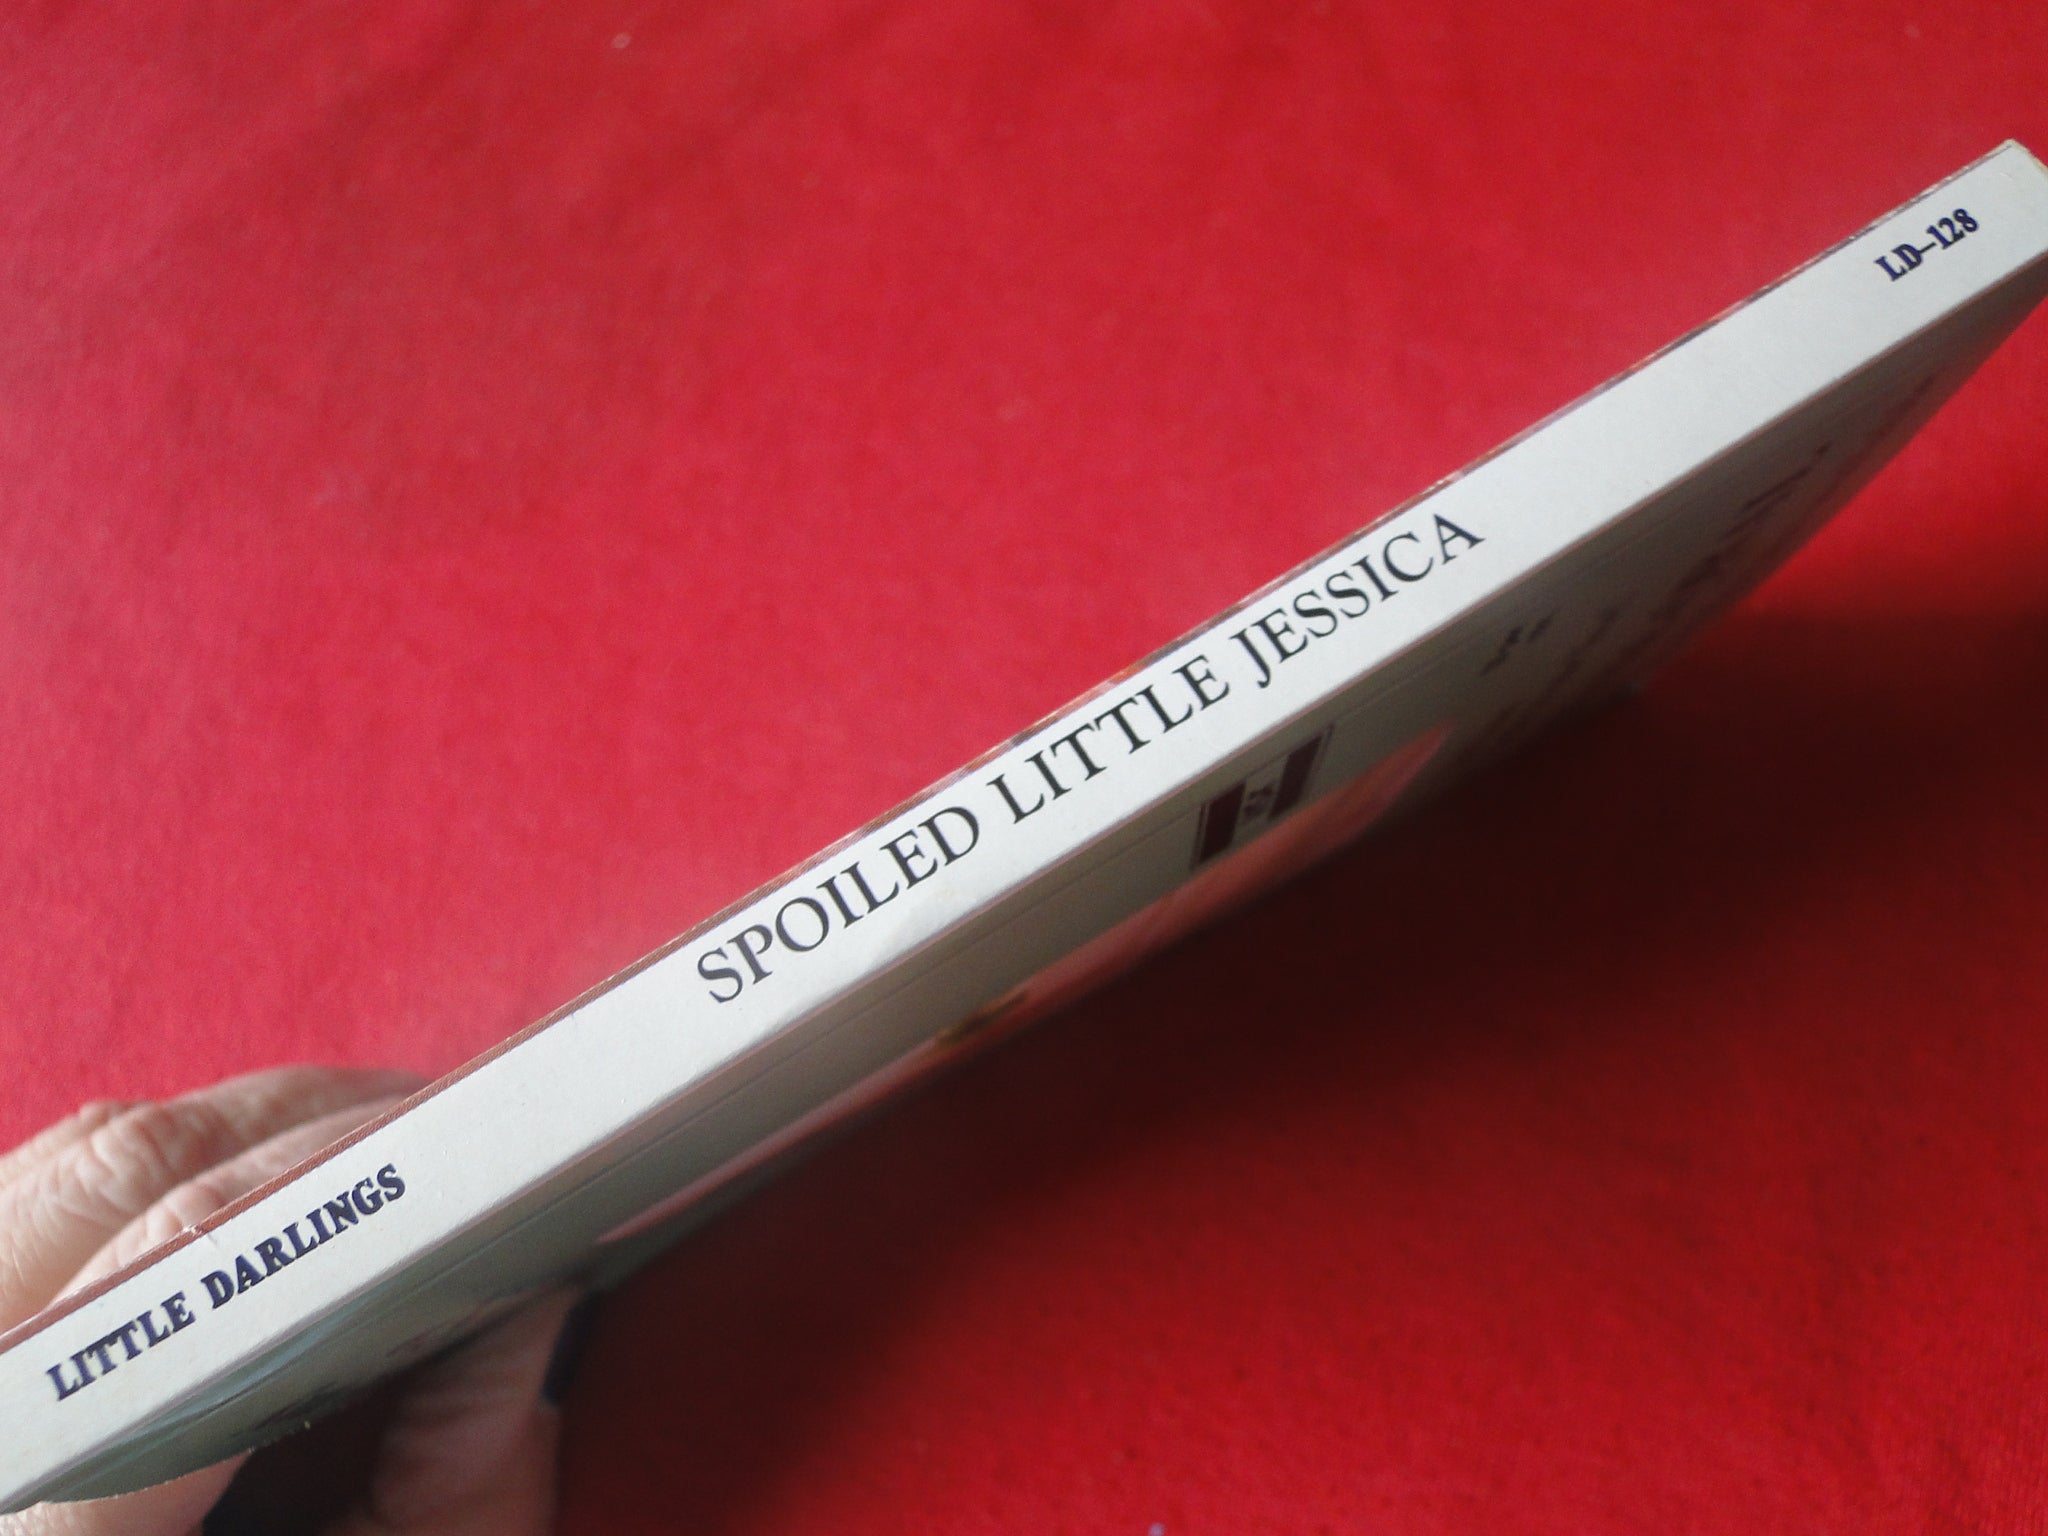 LITTLE DARLINGS
SPOILED LITTLE JESSICA
LD-128